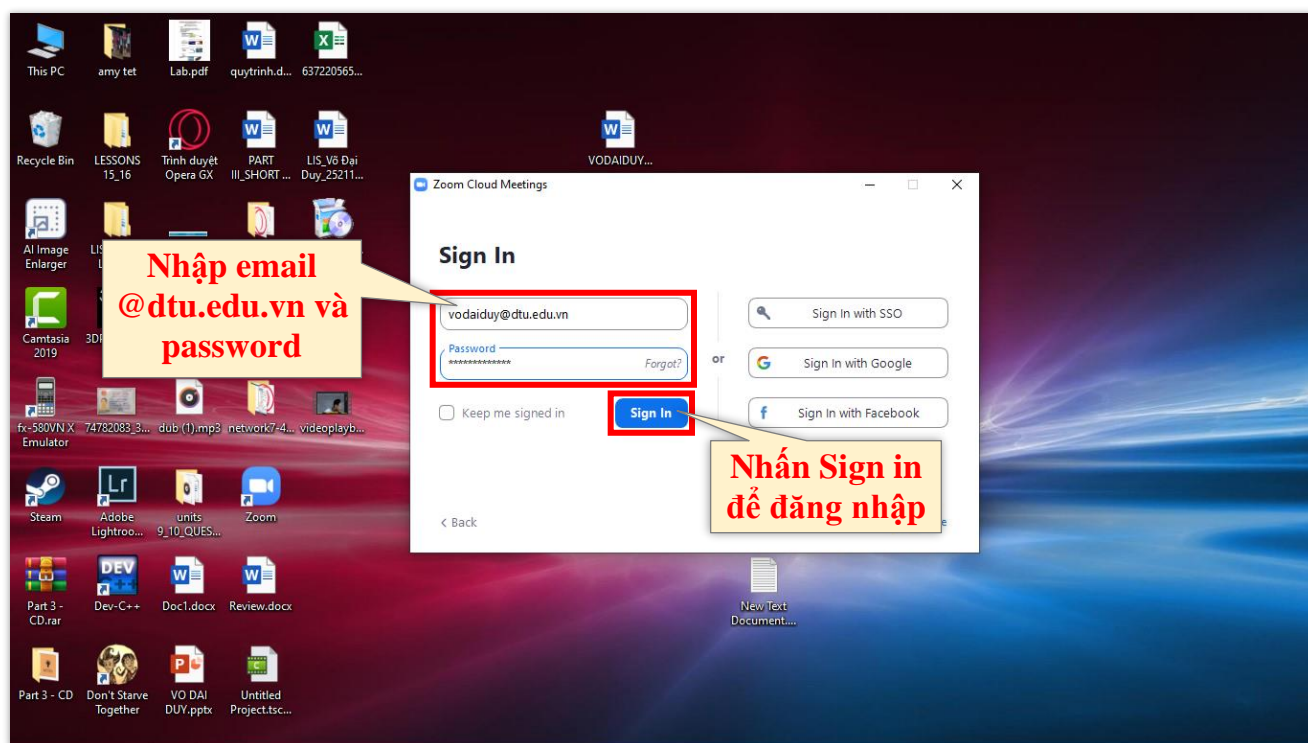 This PC
amy tet
Lab.pdf
quytrinh.d...
637220565...
Recycle Bin
LESSONS
15_16
Trình duyệt
Opera GX
PART
III_SHORT ...
LIS_Võ Đại
Duy_25211...
VODAIDUY...
AI Image
Enlarger
Camtasia
2019
fx-580VN X
Emulator
74782083_3...
dub (1).mp3
network7-4...
videoplayb...
Steam
Adobe
Lightroo...
units
9_10_QUES...
Zoom
Part 3 -
CD.rar
Dev-C++
Doc1.docx
Review.docx
New Text
Document....
Part 3 - CD
Don't Starve
Together
VO DAI
DUY.pptx
Untitled
Project.tsc...
Nhập email
@dtu.edu.vn và
password
Zoom Cloud Meetings
Sign In
vodaiduy@dtu.edu.vn
Password
*************
Forgot?
Keep me signed in
Sign In
or
Sign In with SSO
Sign In with Google
Sign In with Facebook
Nhấn Sign in
để đăng nhập
< Back